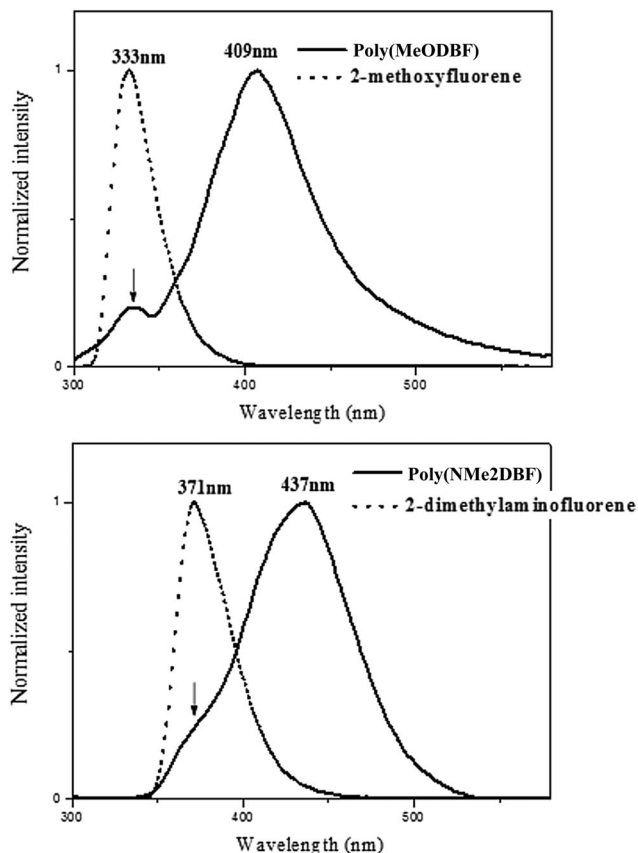 333nm
409nm
Poly(MeODBF)
2-methoxyfluorene
1
0
Normalized intensity
300
400
500
Wavelength (nm)
371nm
437nm
Poly(NMe2DBF)
2-dimethylaminofluorene
1
0
Normalized intensity
300
400
500
Wavelength (nm)